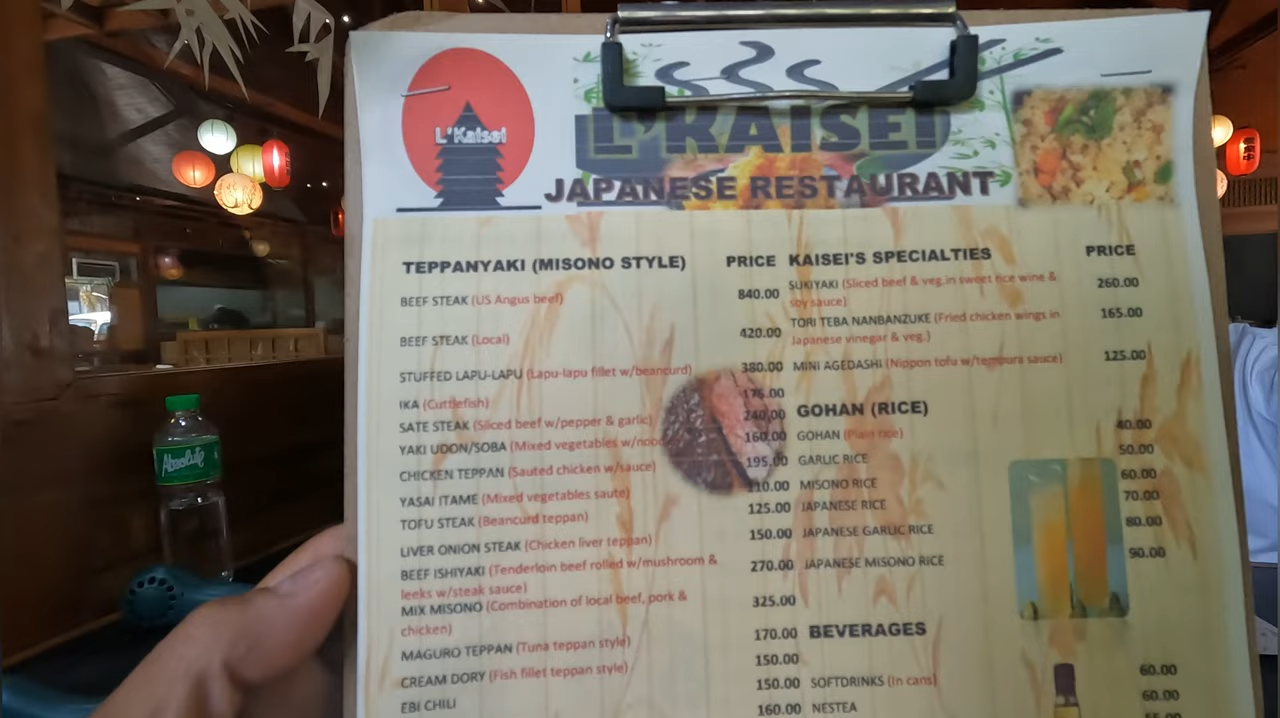 L'Kaisei
L'KAISEI
JAPANESE RESTAURANT
TEPPANYAKI (MISONO STYLE) PRICE
BEEF STEAK (US Angus beef) 840.00
BEEF STEAK (Local) 420.00
STUFFED LAPU-LAPU (Lapu-lapu fillet w/beancurd) 380.00
IKA (Cuttlefish) 175.00
SATE STEAK (Sliced beef w/pepper & garlic) 240.00
YAKI UDON/SOBA (Mixed vegetables w/nood 160.00
CHICKEN TEPPAN (Sauted chicken w/sauce) 195.00
YASAI ITAME (Mixed vegetables saute) 110.00
TOFU STEAK (Beancurd teppan) 125.00
LIVER ONION STEAK (Chicken liver teppan) 150.00
BEEF ISHIYAKI (Tenderloin beef rolled w/mushroom & 270.00
leeks w/steak sauce)
MIX MISONO (Combination of local beef, pork & 325.00
chicken)
MAGURO TEPPAN (Tuna teppan style) 170.00
150.00
CREAM DORY (Fish fillet teppan style) 150.00
EBI CHILI 160.00
KAISEI'S SPECIALTIES PRICE
SUKIYAKI (Sliced beef & veg.in sweet rice wine & 260.00
soy sauce)
TORI TEBA NANBANZUKE (Fried chicken wings in 165.00
Japanese vinegar & veg.)
MINI AGEDASHI (Nippon tofu w/tempura sauce) 125.00
GOHAN (RICE)
GOHAN (Plain rice) 40.00
GARLIC RICE 50.00
MISONO RICE 60.00
JAPANESE RICE 70.00
JAPANESE GARLIC RICE 80.00
JAPANESE MISONO RICE 90.00
BEVERAGES
SOFTDRINKS (In cans) 60.00
NESTEA 60.00
Absolute